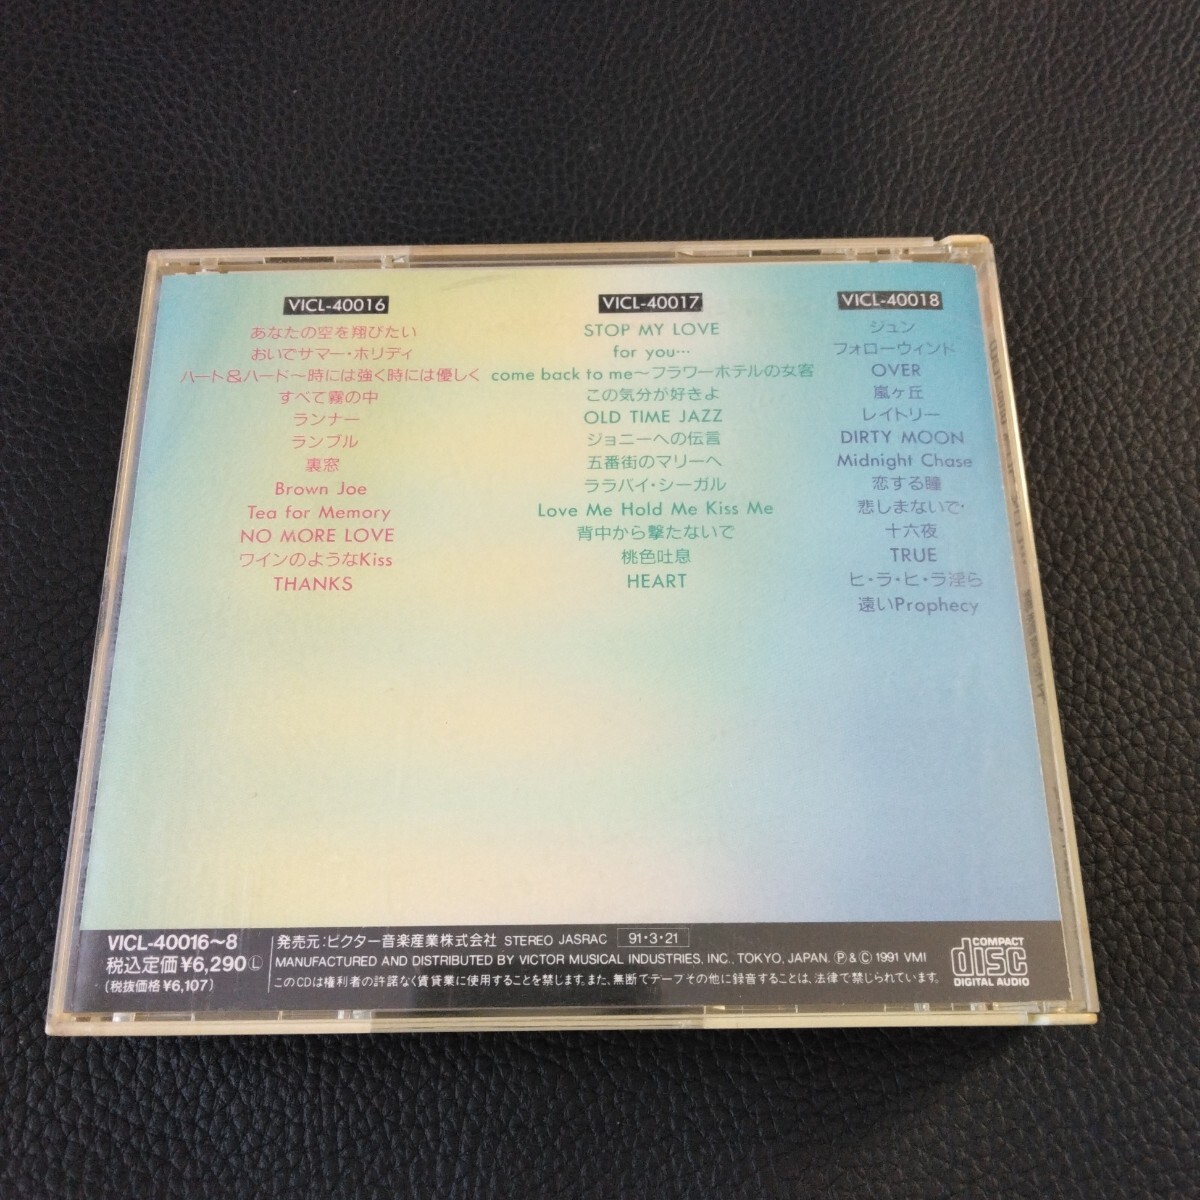 VICL-40016
あなたの空を翔びたい
おいでサマー・ホリディ
ハート&ハード〜時には強く時には優しく
すべて霧の中
ランナー
ランブル
裏窓
Brown Joe
Tea for Memory
NO MORE LOVE
ワインのようなKiss
THANKS
VICL-40017
STOP MY LOVE
for you…
come back to me〜フラワーホテルの女客
この気分が好きよ
OLD TIME JAZZ
ジョニーへの伝言
五番街のマリーへ
ララバイ・シーガル
Love Me Hold Me Kiss Me
背中から撃たないで
桃色吐息
HEART
VICL-40018
ジュン
フォローウィンド
OVER
嵐ヶ丘
レイトリー
DIRTY MOON
Midnight Chase
恋する瞳
悲しまないで・
十六夜
TRUE
ヒ・ラ・ヒ・ラ淫ら
遠いProphecy
VICL-40016〜8
税込定価¥6,290Ⓛ
(税抜価格¥6,107)
発売元:ビクター音楽産業株式会社 STEREO JASRAC 91・3・21
MANUFACTURED AND DISTRIBUTED BY VICTOR MUSICAL INDUSTRIES, INC., TOKYO, JAPAN. Ⓟ&Ⓒ 1991 VMI
このCDは権利者の許諾なく賃貸業に使用することを禁じます。また、無断でテープその他に録音することは、法律で禁じられています。
COMPACT
disc
DIGITAL AUDIO